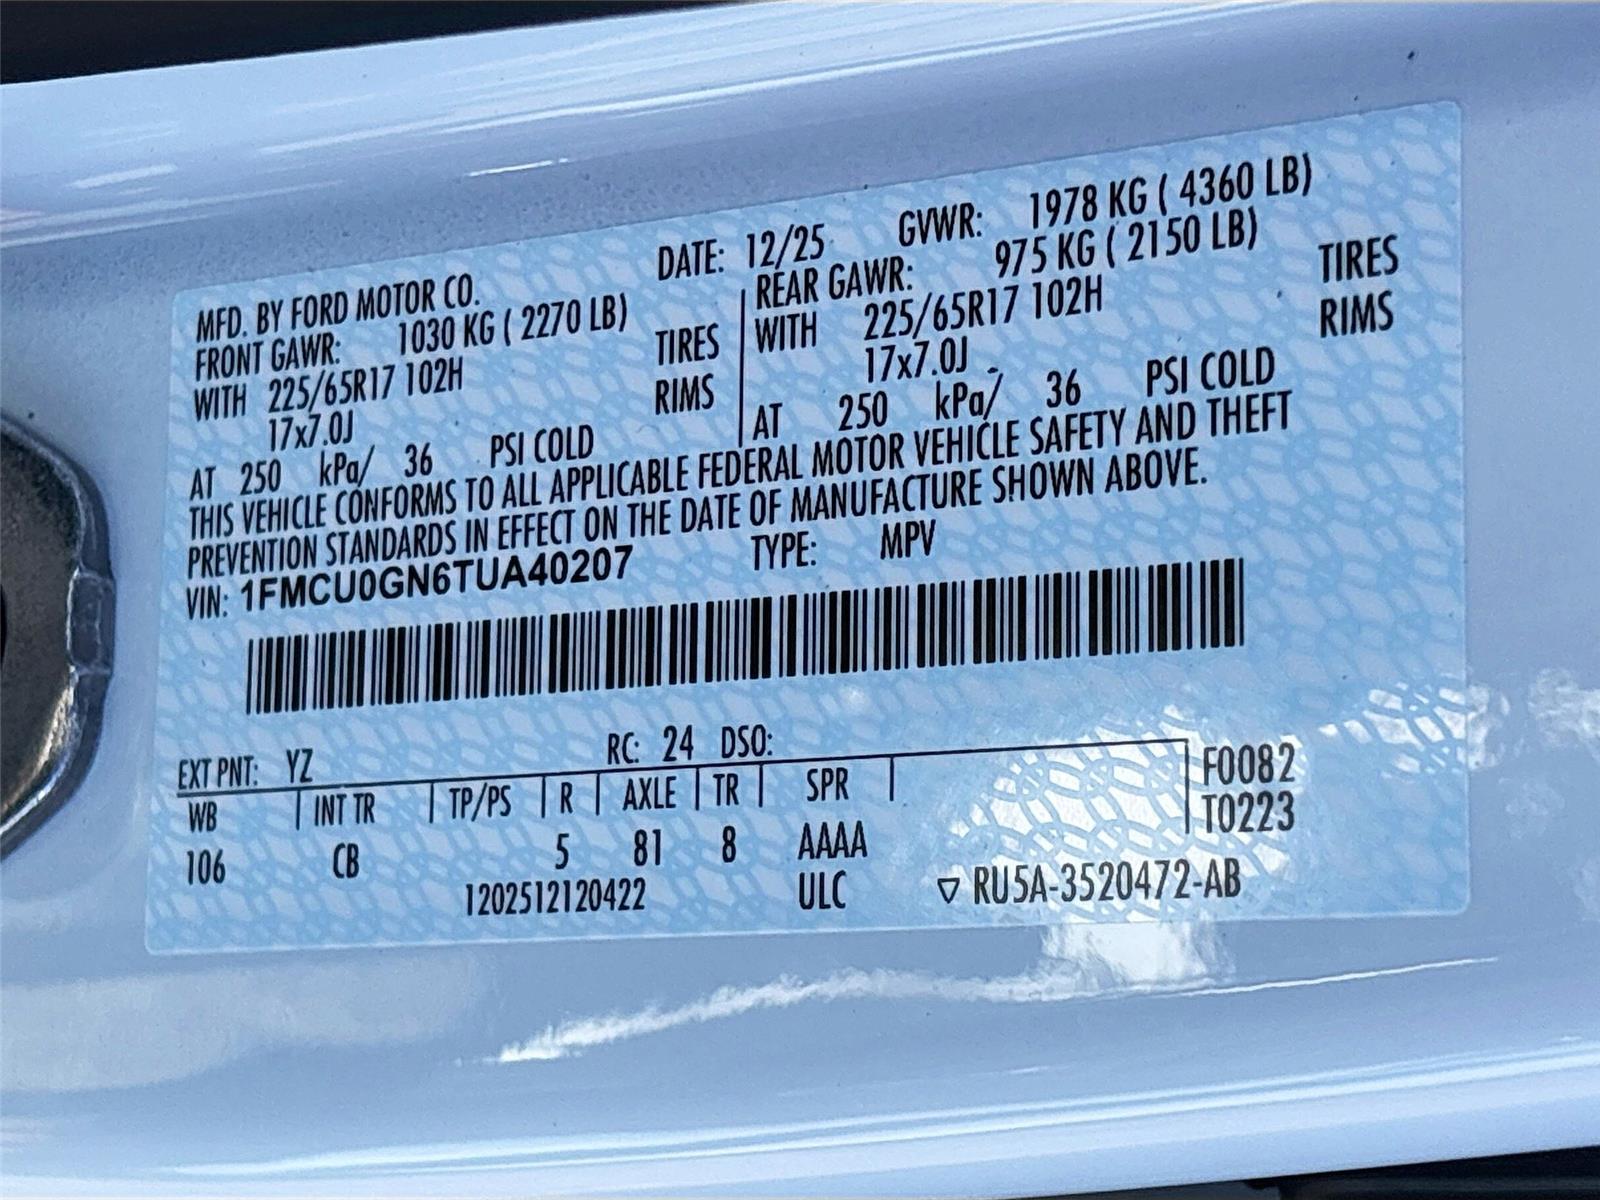 MFD. BY FORD MOTOR CO. DATE: 12/25 GVWR: 1978 KG ( 4360 LB)
FRONT GAWR: 1030 KG ( 2270 LB) REAR GAWR: 975 KG ( 2150 LB)
WITH 225/65R17 102H TIRES WITH 225/65R17 102H TIRES
17x7.0J RIMS 17x7.0J RIMS
AT 250 kPa/ 36 PSI COLD AT 250 kPa/ 36 PSI COLD
THIS VEHICLE CONFORMS TO ALL APPLICABLE FEDERAL MOTOR VEHICLE SAFETY AND THEFT
PREVENTION STANDARDS IN EFFECT ON THE DATE OF MANUFACTURE SHOWN ABOVE.
VIN: 1FMCU0GN6TUA40207 TYPE: MPV
EXT PNT: YZ RC: 24 DSO:
WB INT TR TP/PS R AXLE TR SPR F0082
T0223
106 CB 5 81 8 AAAA
1202512120422 ULC ▽ RU5A-3520472-AB